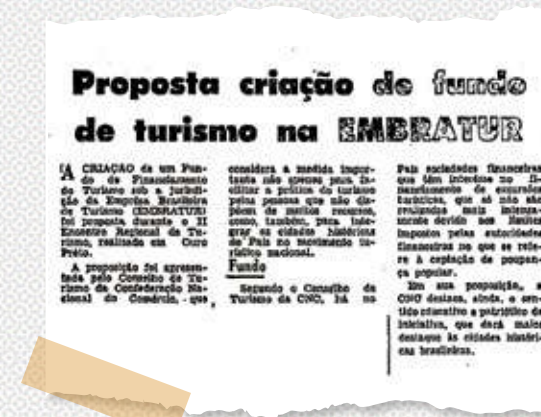 Proposta criação de fundo
de turismo na EMBRATUR
A CRIAÇÃO de um Fun-
do de Financiamento
do Turismo sob a jurisdi-
ção da Empresa Brasileira
de Turismo (EMBRATUR)
foi proposta durante o II
Encontro Regional de Tu-
rismo, realizado em Ouro
Prêto.
A proposição foi apresen-
tada pelo Conselho de Tu-
rismo da Confederação Na-
cional do Comércio, que
considera a medida impor-
tante não apenas para fa-
cilitar a prática do turismo
pelas pessoas que não dis-
põem de muitos recursos,
como, também, para inte-
grar as cidades históricas
do País no movimento tu-
rístico nacional.
Fundo
Segundo o Conselho de
Turismo da CNC, há no
País sociedades financeiras
que têm interêsse no fi-
nanciamento de excursões
turísticas, que só não são
realizadas mais intensa-
mente devido aos limites
impostos pelas autoridades
financeiras no que se refe-
re à captação de poupan-
ça popular.
Em sua proposição, a
CNC destaca, ainda, o sen-
tido educativo e patriótico da
iniciativa, que dará maior
destaque às cidades históri-
cas brasileiras.